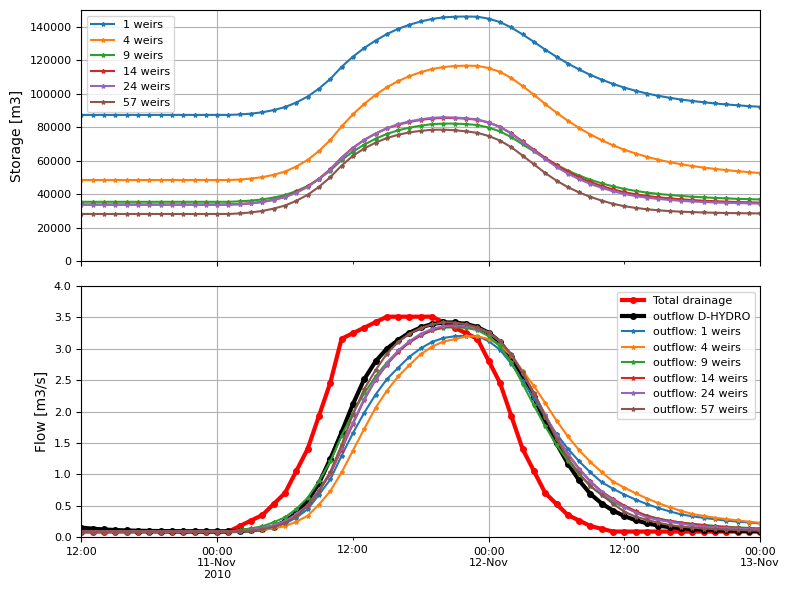 140000
120000
100000
80000
60000
40000
20000
0
Storage [m3]
1 weirs
4 weirs
9 weirs
14 weirs
24 weirs
57 weirs
4.0
3.5
3.0
2.5
2.0
1.5
1.0
0.5
0.0
Flow [m3/s]
Total drainage
outflow D-HYDRO
outflow: 1 weirs
outflow: 4 weirs
outflow: 9 weirs
outflow: 14 weirs
outflow: 24 weirs
outflow: 57 weirs
12:00 00:00 12:00 00:00 12:00 00:00
11-Nov 12-Nov 13-Nov
2010